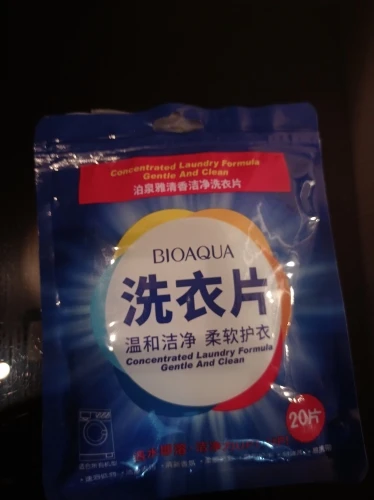 Concentrated Laundry Formula
Gentle And Clean
泊泉雅清香洁净洗衣片
BIOAQUA
洗衣片
温和洁净 柔软护衣
Concentrated Laundry Formula
Gentle And Clean
20片